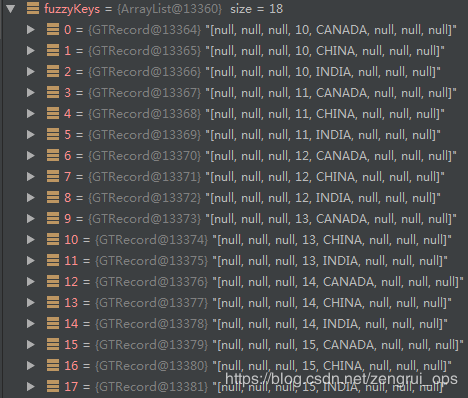 fuzzyKeys = {ArrayList@13360} size = 18
0 = {GTRecord@13364} "[null, null, null, 10, CANADA, null, null, null]"
1 = {GTRecord@13365} "[null, null, null, 10, CHINA, null, null, null]"
2 = {GTRecord@13366} "[null, null, null, 10, INDIA, null, null, null]"
3 = {GTRecord@13367} "[null, null, null, 11, CANADA, null, null, null]"
4 = {GTRecord@13368} "[null, null, null, 11, CHINA, null, null, null]"
5 = {GTRecord@13369} "[null, null, null, 11, INDIA, null, null, null]"
6 = {GTRecord@13370} "[null, null, null, 12, CANADA, null, null, null]"
7 = {GTRecord@13371} "[null, null, null, 12, CHINA, null, null, null]"
8 = {GTRecord@13372} "[null, null, null, 12, INDIA, null, null, null]"
9 = {GTRecord@13373} "[null, null, null, 13, CANADA, null, null, null]"
10 = {GTRecord@13374} "[null, null, null, 13, CHINA, null, null, null]"
11 = {GTRecord@13375} "[null, null, null, 13, INDIA, null, null, null]"
12 = {GTRecord@13376} "[null, null, null, 14, CANADA, null, null, null]"
13 = {GTRecord@13377} "[null, null, null, 14, CHINA, null, null, null]"
14 = {GTRecord@13378} "[null, null, null, 14, INDIA, null, null, null]"
15 = {GTRecord@13379} "[null, null, null, 15, CANADA, null, null, null]"
16 = {GTRecord@13380} "[null, null, null, 15, CHINA, null, null, null]"
17 = {GTRecord@13381} "[null, null, null, 15, INDIA, null, null, null]"
https://blog.csdn.net/zengrui_ops